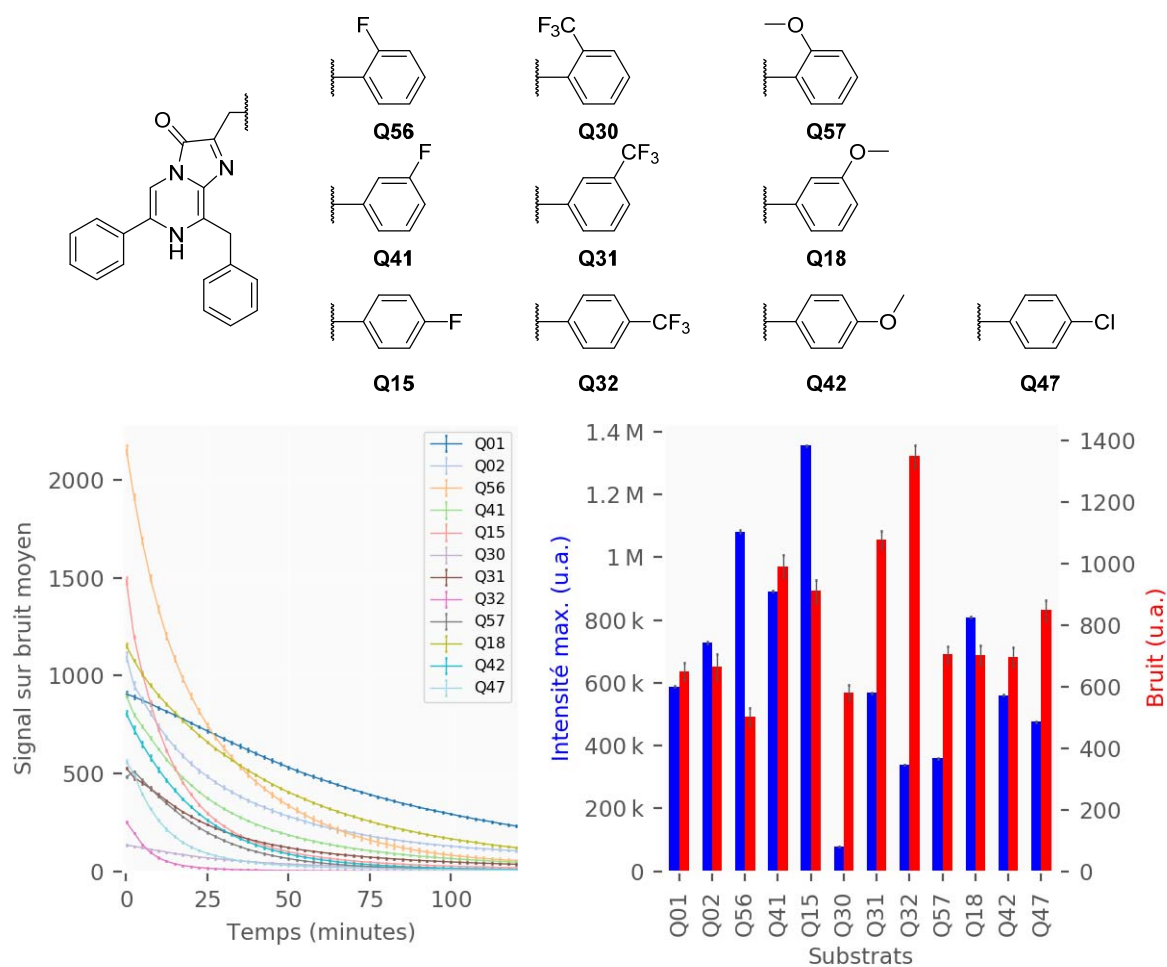 F
F₃C
O
Q56
Q30
Q57
O
N
N
N
H
F
CF₃
O
Q41
Q31
Q18
F
CF₃
O
Cl
Q15
Q32
Q42
Q47
Signal sur bruit moyen
2000
1500
1000
500
0
0
25
50
75
100
Temps (minutes)
Q01
Q02
Q56
Q41
Q15
Q30
Q31
Q32
Q57
Q18
Q42
Q47
Intensité max. (u.a.)
1.4 M
1.2 M
1 M
800 k
600 k
400 k
200 k
0
1400
1200
1000
800
600
400
200
0
Bruit (u.a.)
Q01
Q02
Q56
Q41
Q15
Q30
Q31
Q32
Q57
Q18
Q42
Q47
Substrats